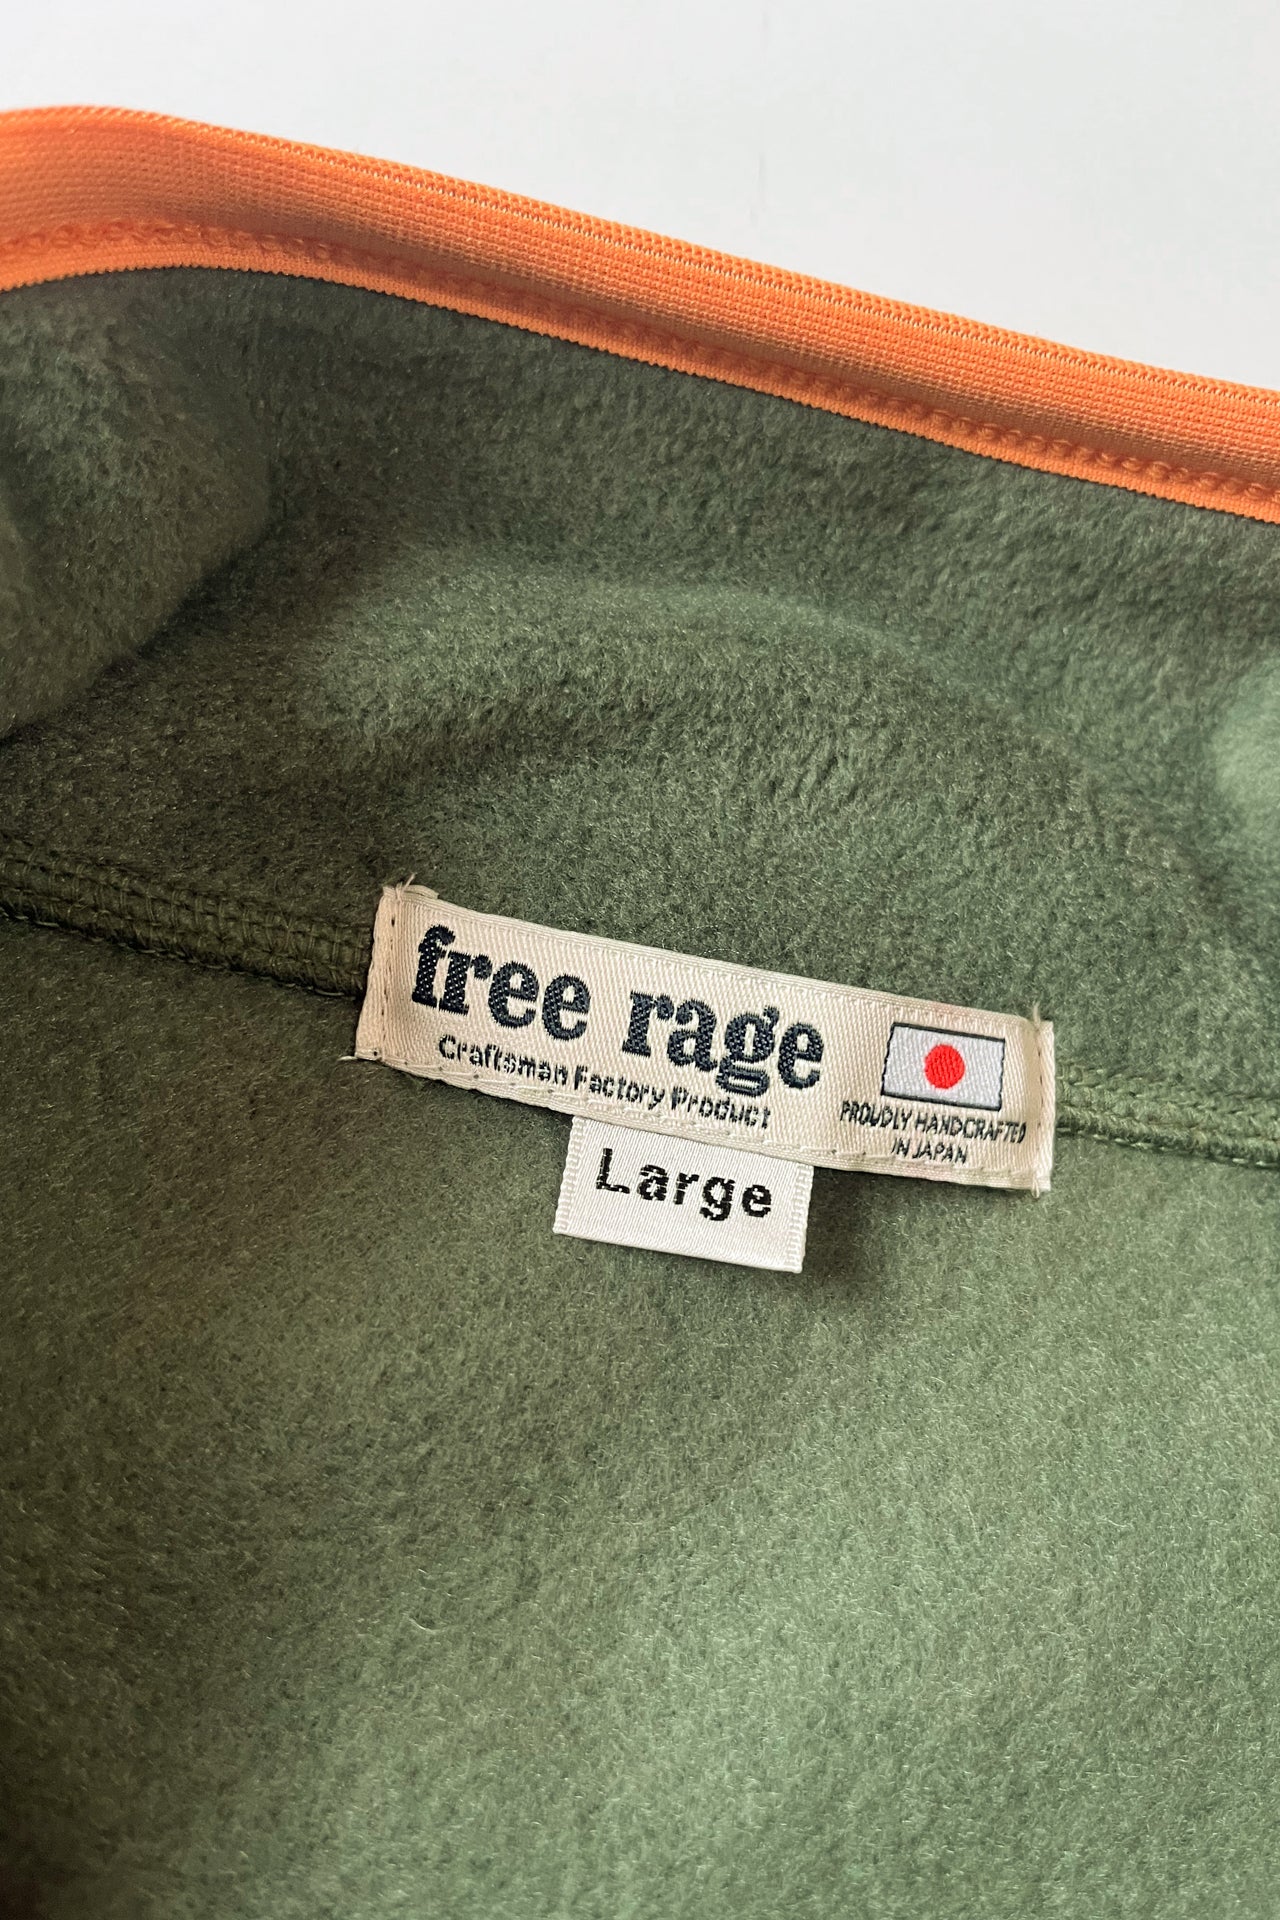 free rage
Craftsman Factory Product
PROUDLY HANDCRAFTED
IN JAPAN
Large